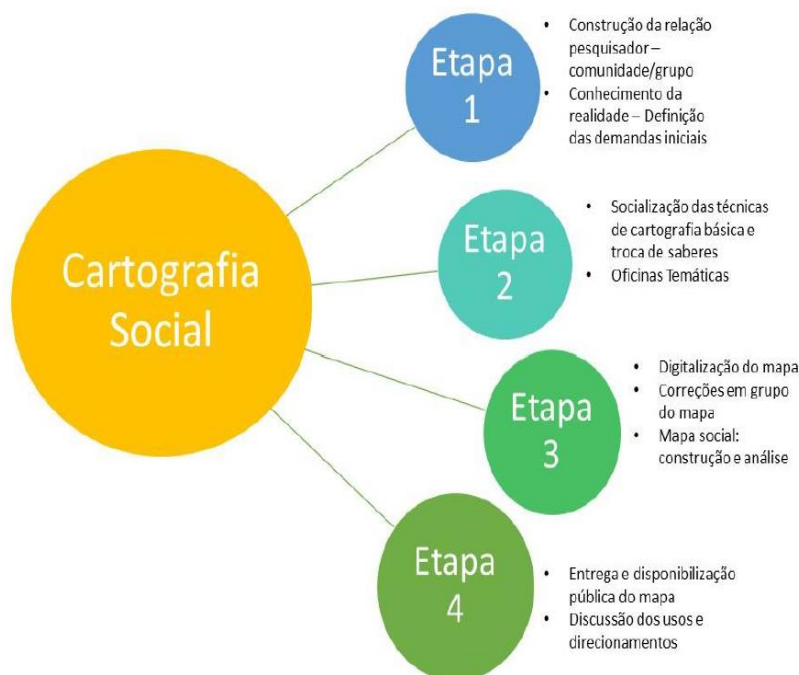 Cartografia
Social
Etapa
1
• Construção da relação
pesquisador –
comunidade/grupo
• Conhecimento da
realidade – Definição
das demandas iniciais
Etapa
2
• Socialização das técnicas
de cartografia básica e
troca de saberes
• Oficinas Temáticas
Etapa
3
• Digitalização do mapa
• Correções em grupo
do mapa
• Mapa social:
construção e análise
Etapa
4
• Entrega e disponibilização
pública do mapa
• Discussão dos usos e
direcionamentos